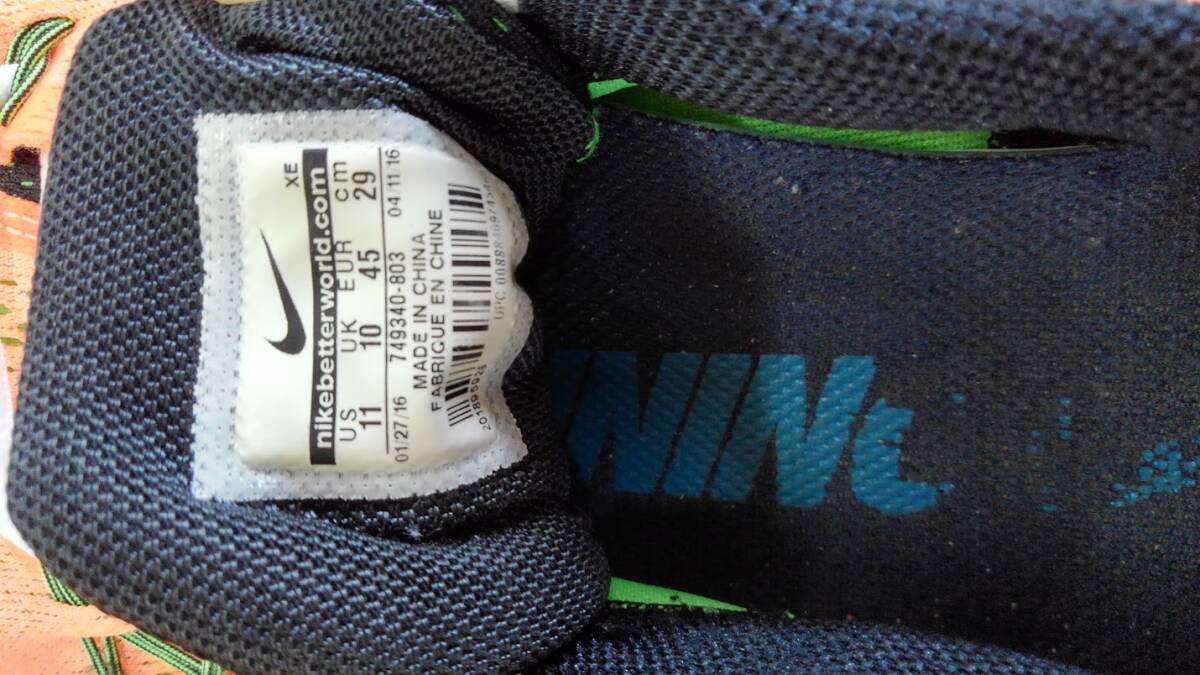 XE
nikebetterworld.com
US UK EUR cm
11 10 45 29
01/27/16 749340-803 04/11/16
MADE IN CHINA
FABRIQUE EN CHINE
UPC